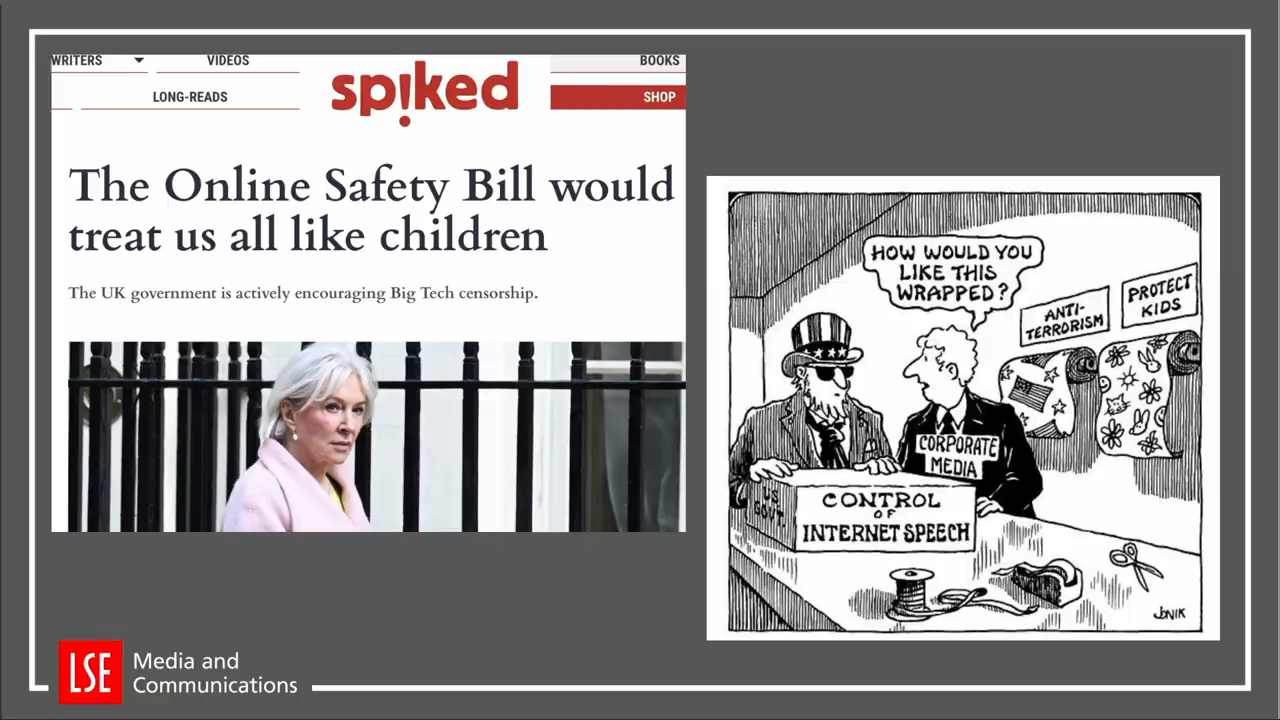 WRITERS
VIDEOS
BOOKS
LONG-READS
spiked
SHOP
The Online Safety Bill would
treat us all like children
The UK government is actively encouraging Big Tech censorship.
HOW WOULD YOU
LIKE THIS
WRAPPED?
ANTI-
TERRORISM
PROTECT
KIDS
CORPORATE
MEDIA
US
GOVT.
CONTROL
OF
INTERNET SPEECH
JONIK
LSE
Media and
Communications